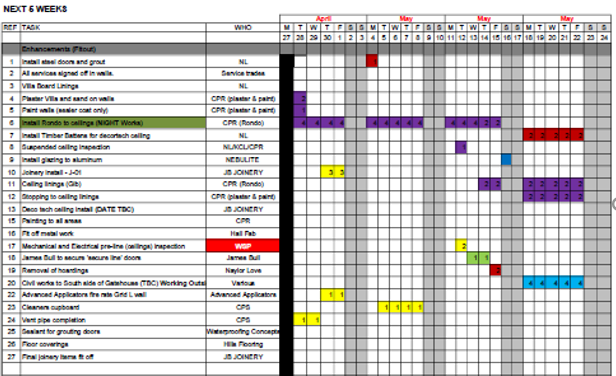 NEXT 5 WEEKS
April May May May
REF TASK WHO M T W T F S S M T W T F S S M T W T F S S M T W T F S S
27 28 29 30 1 2 3 4 5 6 7 8 9 10 11 12 13 14 15 16 17 18 19 20 21 22 23 24
Enhancements (Fitout)
1 Install steel doors and grout NL 1
2 All services signed off in walls. Service trades
3 Villa Board Linings NL
4 Plaster Villa and sand on walls CPR (plaster & paint) 2
5 Paint walls (sealer coat only) CPR (plaster & paint) 1
6 Install Rondo to ceilings (NIGHT Works) CPR (Rondo) 4 4 4 4 4 4 4 4 4 4 4 4 2 2
7 Install Timber Battens for decortech ceiling NL 3 3 3 3 3
8 Suspended ceiling inspection NL/KCL/CPR 1
9 Install glazing to aluminum NEBULITE
10 Joinery Install - J-01 JB JOINERY 3 3
11 Ceiling linings (Gib) CPR (Rondo) 2 2 2 2 2 2 2
12 Stopping to ceiling linings CPR (plaster & paint) 2 2 2 2 2
13 Deco tech ceiling install (DATE TBC) JB JOINERY
15 Painting to all areas CPR
16 Fit off metal work Hall Fab
17 Mechanical and Electrical pre-line (ceilings) inspection WSP 2
18 James Bull to secure 'secure line' doors James Bull 1 1
19 Removal of hoardings Naylor Love
20 Civil works to South side of Gatehouse (TBC) Working Outsi Various 4 4 4 4 4
22 Advanced Applicators fire rate Grid L wall Advanced Applicators 1 1
23 Cleaners cupboard CPS 1 1 1 1
24 Vent pipe completion CPS 1 1
25 Sealant for grouting doors Waterproofing Concepts
26 Floor coverings Hills Flooring
27 Final joinery items fit off JB JOINERY